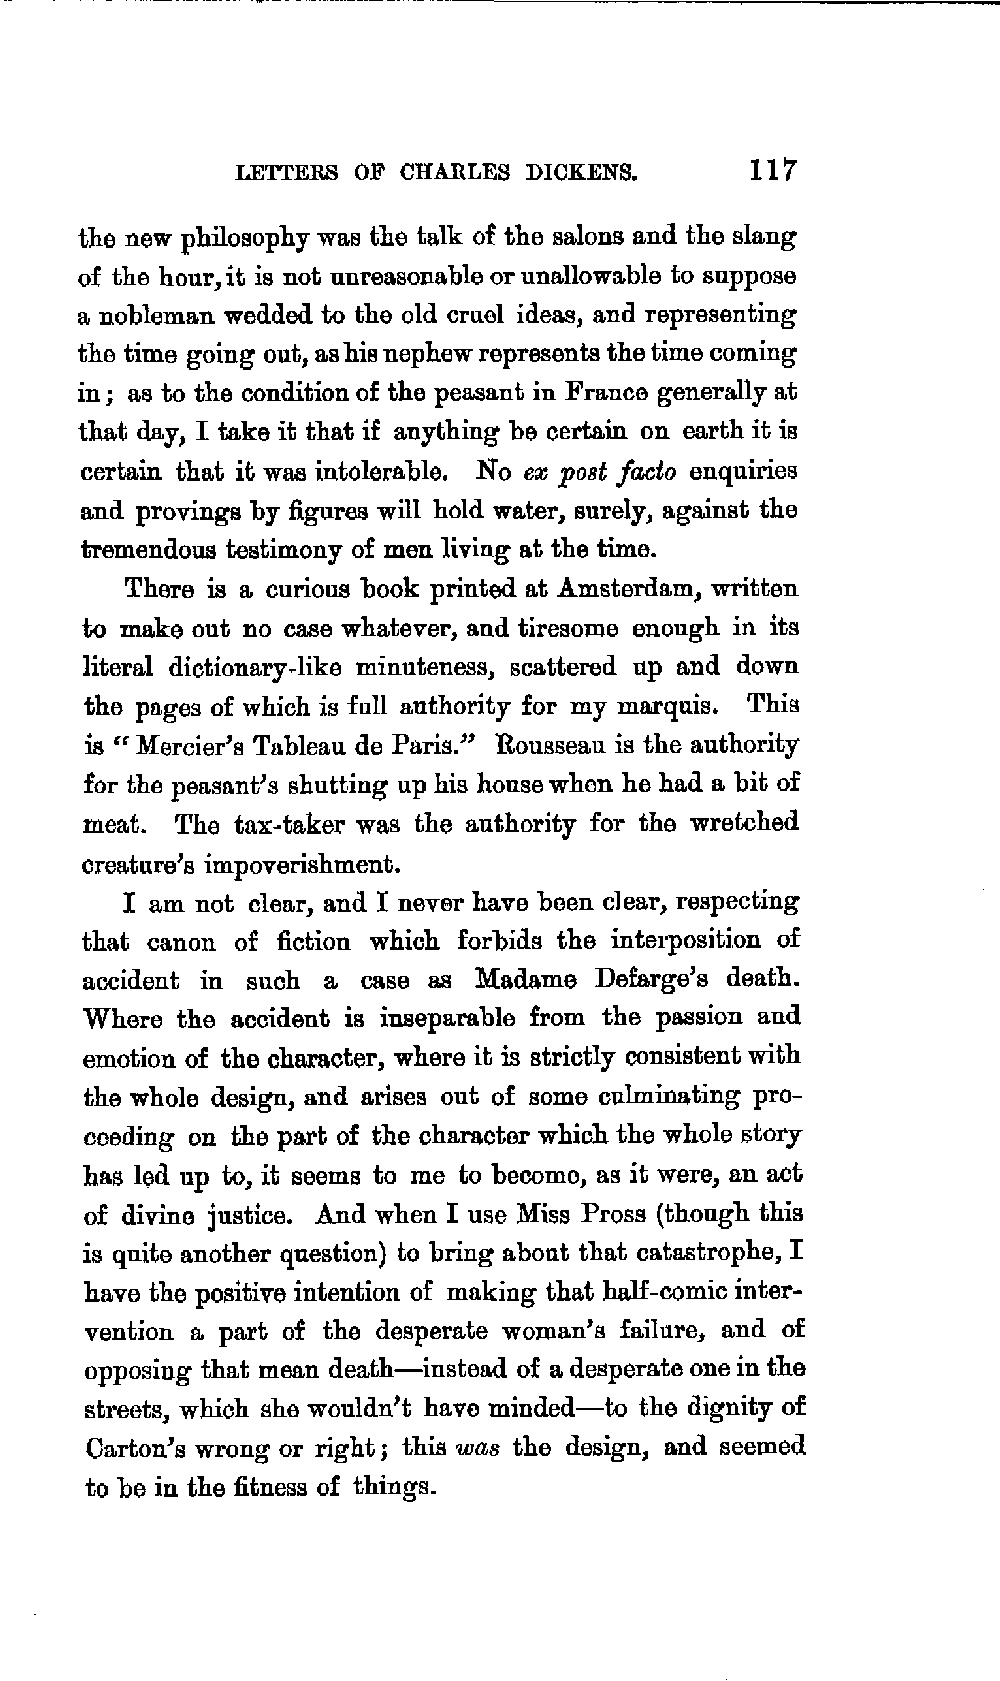 LETTERS OF CHARLES DICKENS. 117
the new philosophy was the talk of the salons and the slang
of the hour, it is not unreasonable or unallowable to suppose
a nobleman wedded to the old cruel ideas, and representing
the time going out, as his nephew represents the time coming
in; as to the condition of the peasant in France generally at
that day, I take it that if anything be certain on earth it is
certain that it was intolerable. No ex post facto enquiries
and provings by figures will hold water, surely, against the
tremendous testimony of men living at the time.
There is a curious book printed at Amsterdam, written
to make out no case whatever, and tiresome enough in its
literal dictionary-like minuteness, scattered up and down
the pages of which is full authority for my marquis. This
is “Mercier’s Tableau de Paris.” Rousseau is the authority
for the peasant’s shutting up his house when he had a bit of
meat. The tax-taker was the authority for the wretched
creature’s impoverishment.
I am not clear, and I never have been clear, respecting
that canon of fiction which forbids the interposition of
accident in such a case as Madame Defarge’s death.
Where the accident is inseparable from the passion and
emotion of the character, where it is strictly consistent with
the whole design, and arises out of some culminating pro-
ceeding on the part of the character which the whole story
has led up to, it seems to me to become, as it were, an act
of divine justice. And when I use Miss Pross (though this
is quite another question) to bring about that catastrophe, I
have the positive intention of making that half-comic inter-
vention a part of the desperate woman’s failure, and of
opposing that mean death—instead of a desperate one in the
streets, which she wouldn’t have minded—to the dignity of
Carton’s wrong or right; this was the design, and seemed
to be in the fitness of things.